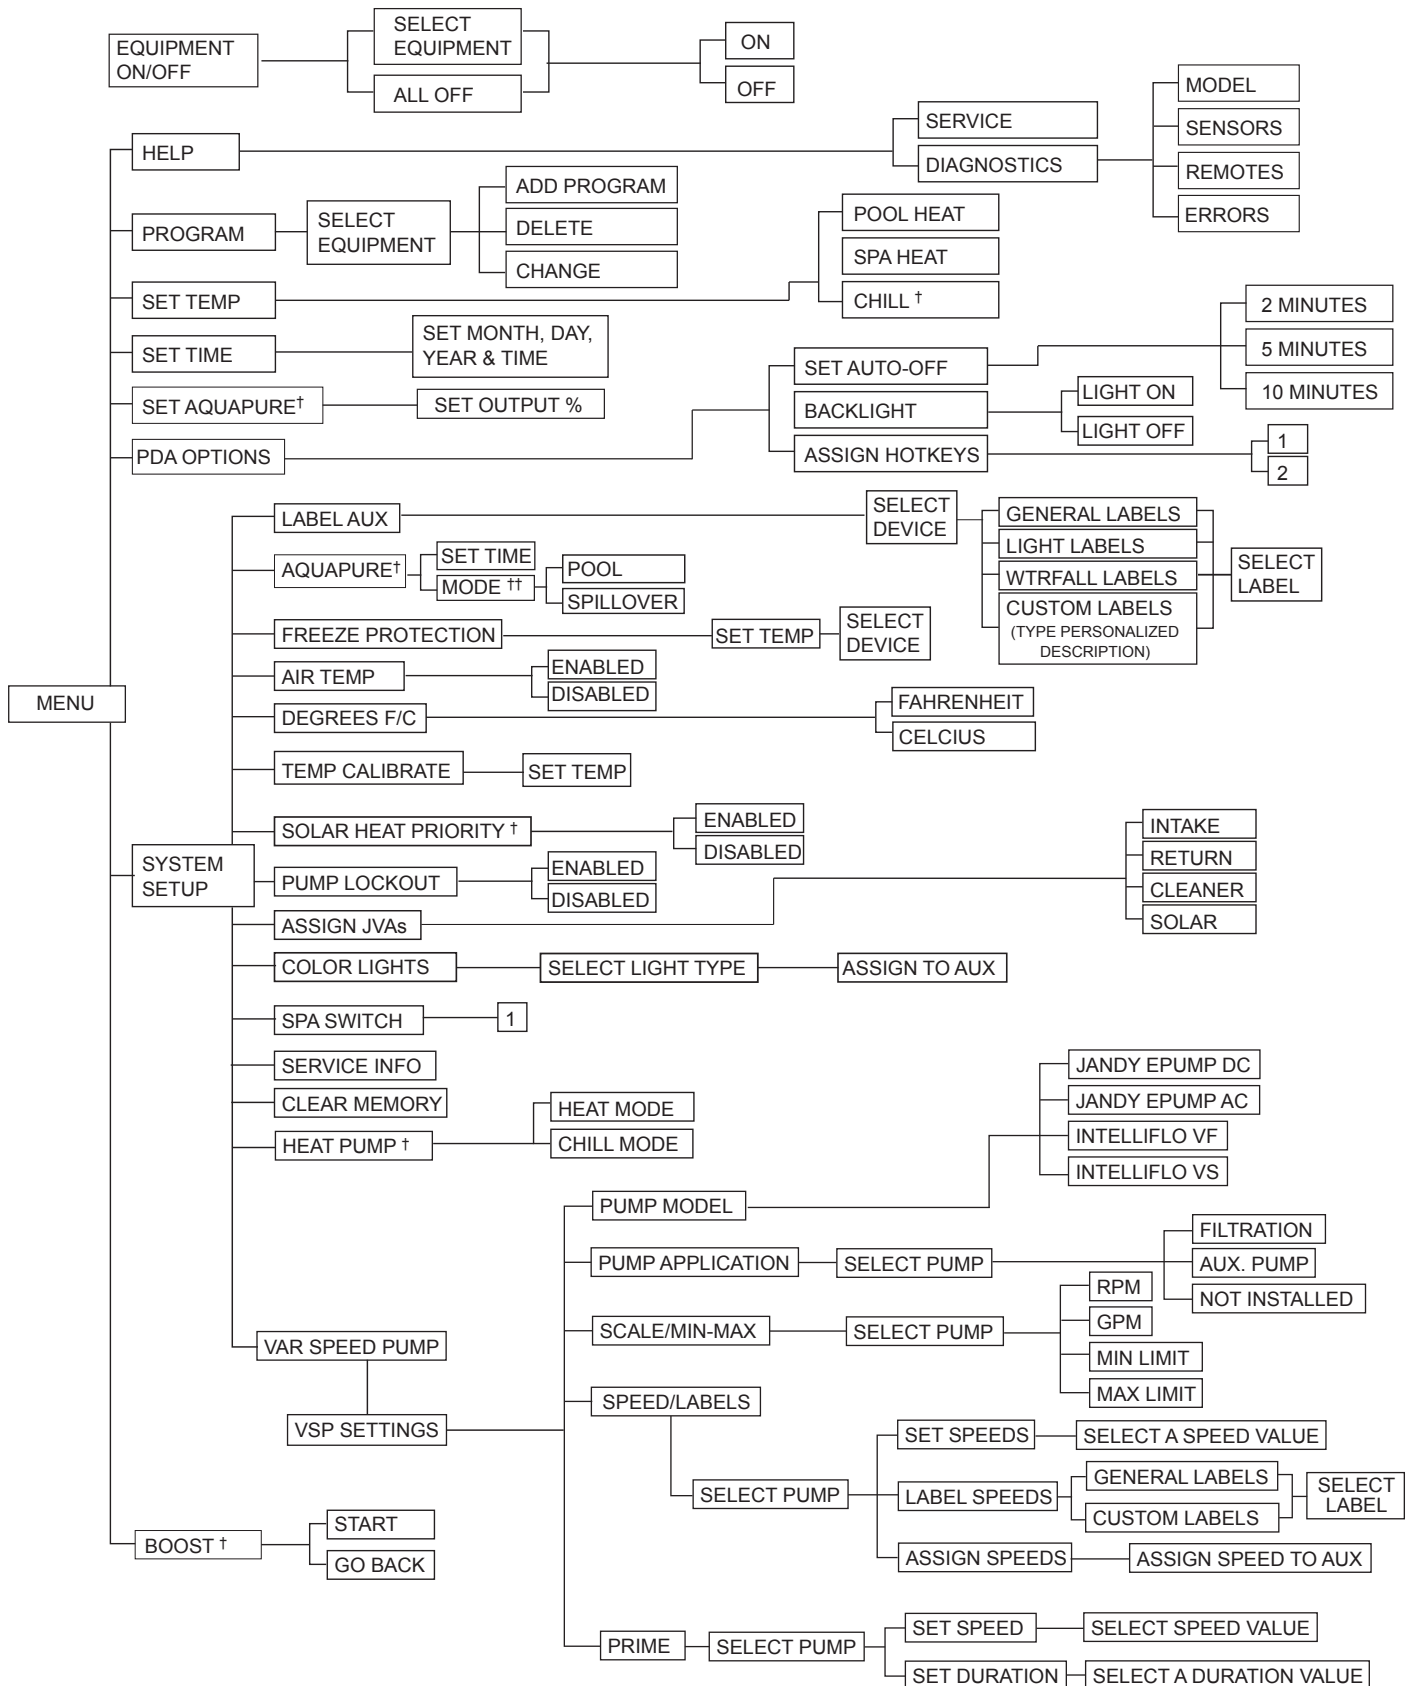 EQUIPMENT
ON/OFF
SELECT
EQUIPMENT
ALL OFF
ON
OFF
MENU
HELP
SERVICE
DIAGNOSTICS
MODEL
SENSORS
REMOTES
ERRORS
PROGRAM
SELECT
EQUIPMENT
ADD PROGRAM
DELETE
CHANGE
SET TEMP
POOL HEAT
SPA HEAT
CHILL †
SET TIME
SET MONTH, DAY,
YEAR & TIME
SET AQUAPURE†
SET OUTPUT %
PDA OPTIONS
SET AUTO-OFF
2 MINUTES
5 MINUTES
10 MINUTES
BACKLIGHT
LIGHT ON
LIGHT OFF
ASSIGN HOTKEYS
1
2
SYSTEM
SETUP
LABEL AUX
SELECT
DEVICE
GENERAL LABELS
LIGHT LABELS
WTRFALL LABELS
CUSTOM LABELS
(TYPE PERSONALIZED
DESCRIPTION)
SELECT
LABEL
AQUAPURE†
SET TIME
MODE ††
POOL
SPILLOVER
FREEZE PROTECTION
SET TEMP
SELECT
DEVICE
AIR TEMP
ENABLED
DISABLED
DEGREES F/C
FAHRENHEIT
CELCIUS
TEMP CALIBRATE
SET TEMP
SOLAR HEAT PRIORITY †
ENABLED
DISABLED
PUMP LOCKOUT
ENABLED
DISABLED
ASSIGN JVAs
INTAKE
RETURN
CLEANER
SOLAR
COLOR LIGHTS
SELECT LIGHT TYPE
ASSIGN TO AUX
SPA SWITCH
1
SERVICE INFO
CLEAR MEMORY
HEAT PUMP †
HEAT MODE
CHILL MODE
VAR SPEED PUMP
VSP SETTINGS
PUMP MODEL
JANDY EPUMP DC
JANDY EPUMP AC
INTELLIFLO VF
INTELLIFLO VS
PUMP APPLICATION
SELECT PUMP
FILTRATION
AUX. PUMP
NOT INSTALLED
SCALE/MIN-MAX
SELECT PUMP
RPM
GPM
MIN LIMIT
MAX LIMIT
SPEED/LABELS
SELECT PUMP
SET SPEEDS
SELECT A SPEED VALUE
LABEL SPEEDS
GENERAL LABELS
CUSTOM LABELS
SELECT
LABEL
ASSIGN SPEEDS
ASSIGN SPEED TO AUX
PRIME
SELECT PUMP
SET SPEED
SELECT SPEED VALUE
SET DURATION
SELECT A DURATION VALUE
BOOST †
START
GO BACK